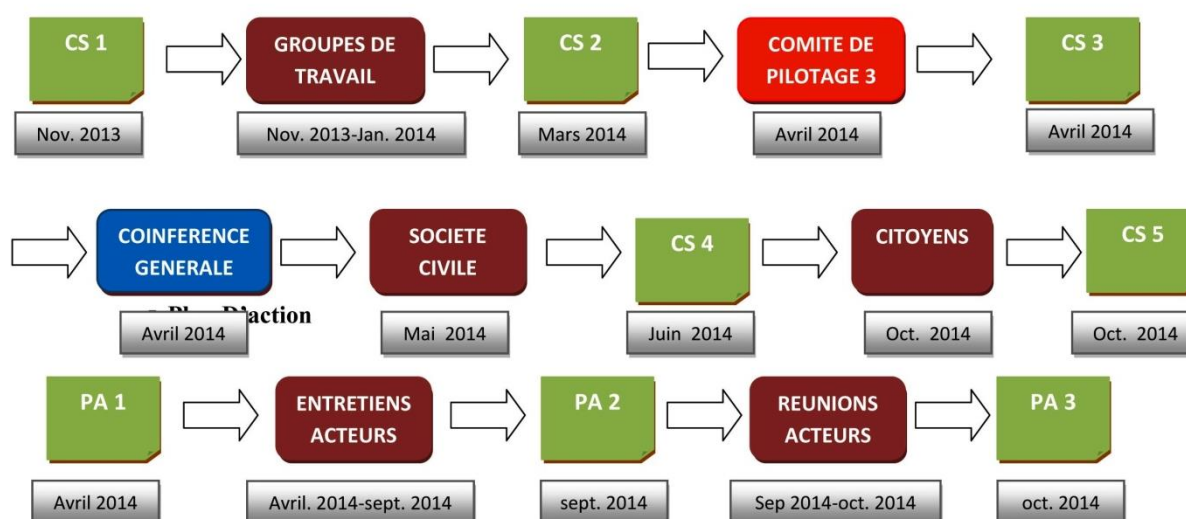 CS 1
GROUPES DE
TRAVAIL
CS 2
COMITE DE
PILOTAGE 3
CS 3
Nov. 2013
Nov. 2013-Jan. 2014
Mars 2014
Avril 2014
Avril 2014
COINFERENCE
GENERALE
SOCIETE
CIVILE
CS 4
CITOYENS
CS 5
D'action
Avril 2014
Mai 2014
Juin 2014
Oct. 2014
Oct. 2014
PA 1
ENTRETIENS
ACTEURS
PA 2
REUNIONS
ACTEURS
PA 3
Avril 2014
Avril. 2014-sept. 2014
sept. 2014
Sep 2014-oct. 2014
oct. 2014